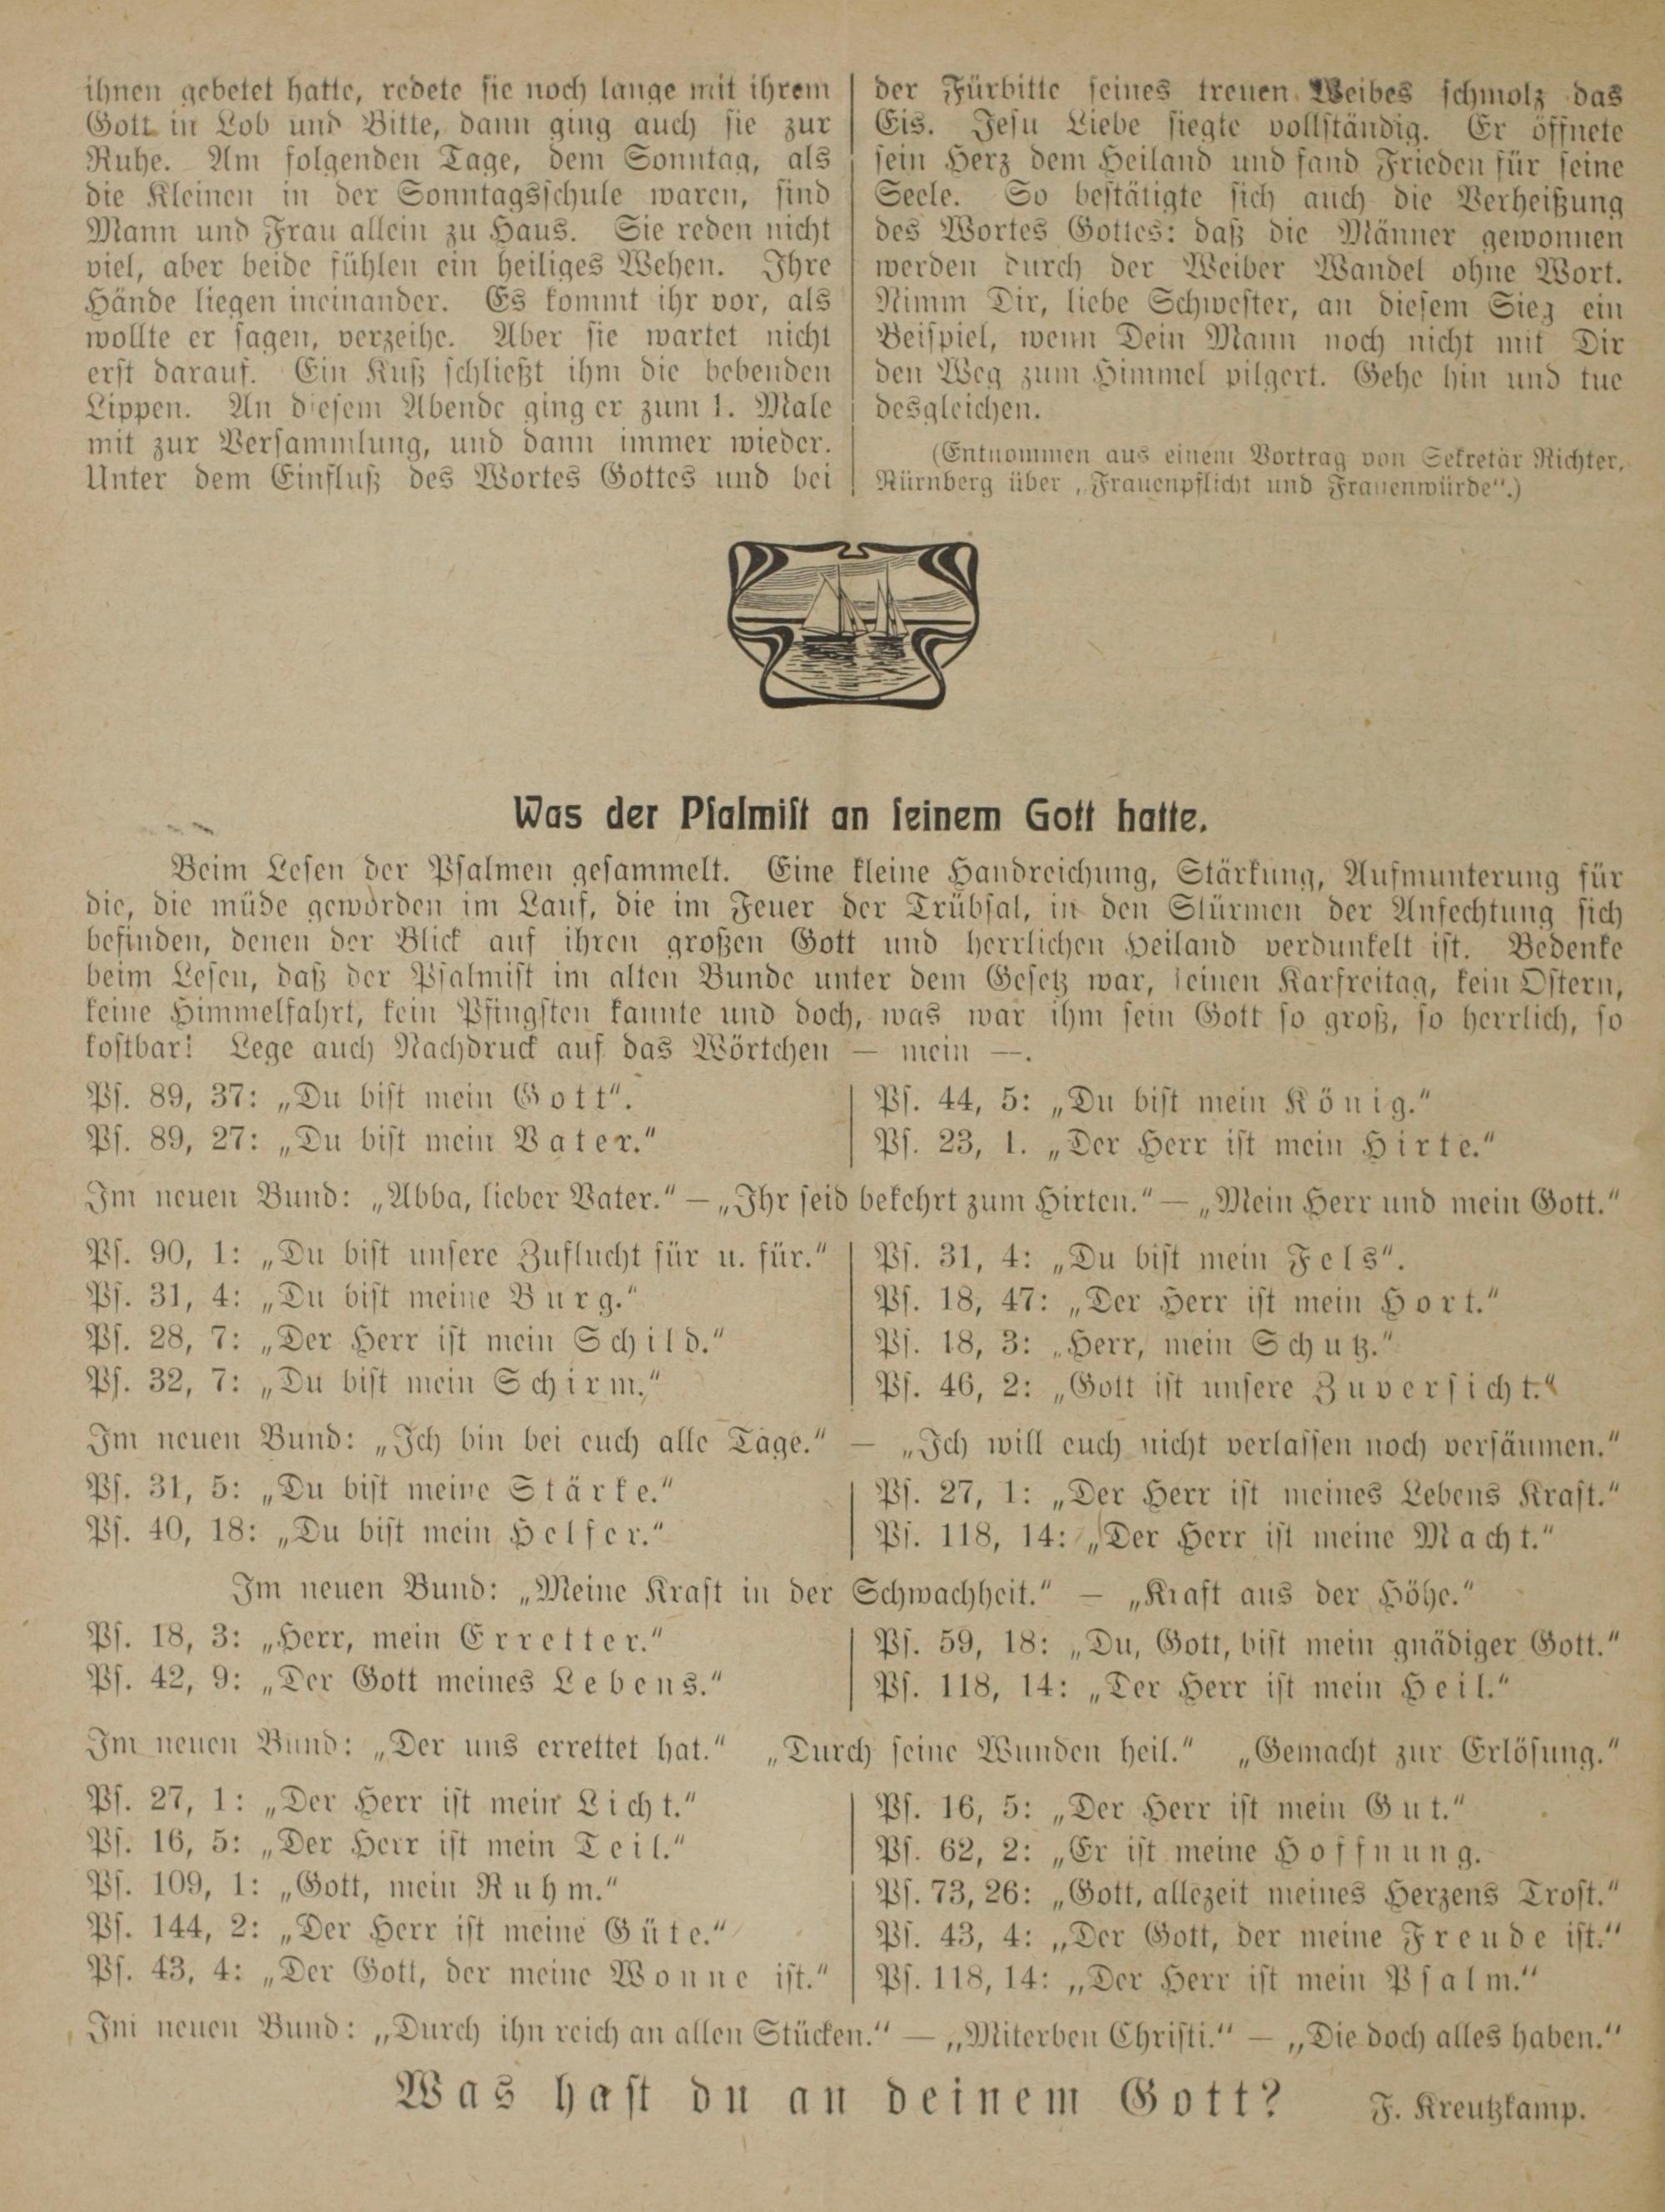 ihnen gebetet hatte, redete sie noch lange mit ihrem
Gott in Lob und Bitte, dann ging auch sie zur
Ruhe. Am folgenden Tage, dem Sonntag, als
die Kleinen in der Sonntagsschule waren, sind
Mann und Frau allein zu Haus. Sie reden nicht
viel, aber beide fühlen ein heiliges Wehen. Ihre
Hände liegen ineinander. Es kommt ihr vor, als
wollte er sagen, verzeihe. Aber sie wartet nicht
erst darauf. Ein Kuß schließt ihm die bebenden
Lippen. An diesem Abende ging er zum 1. Male
mit zur Versammlung, und dann immer wieder.
Unter dem Einfluß des Wortes Gottes und bei
der Fürbitte seines treuen Weibes schmolz das
Eis. Jesu Liebe siegte vollständig. Er öffnete
sein Herz dem Heiland und fand Frieden für seine
Seele. So bestätigte sich auch die Verheißung
des Wortes Gottes: daß die Männer gewonnen
werden durch der Weiber Wandel ohne Wort.
Nimm Dir, liebe Schwester, an diesem Sieg ein
Beispiel, wenn Dein Mann noch nicht mit Dir
den Weg zum Himmel pilgert. Gehe hin und tue
desgleichen.
(Entnommen aus einem Vortrag von Sekretär Richter,
Nürnberg über „Frauenpflicht und Frauenwürde“.)
Was der Psalmist an seinem Gott hatte.
Beim Lesen der Psalmen gesammelt. Eine kleine Handreichung, Stärkung, Aufmunterung für
die, die müde geworden im Lauf, die im Feuer der Trübsal, in den Stürmen der Anfechtung sich
befinden, denen der Blick auf ihren großen Gott und herrlichen Heiland verdunkelt ist. Bedenke
beim Lesen, daß der Psalmist im alten Bunde unter dem Gesetz war, keinen Karfreitag, kein Ostern,
keine Himmelfahrt, kein Pfingsten kannte und doch, was war ihm sein Gott so groß, so herrlich, so
kostbar! Lege auch Nachdruck auf das Wörtchen — mein —.
Ps. 89, 37: „Du bist mein Gott“.
Ps. 89, 27: „Du bist mein Vater.“
Ps. 44, 5: „Du bist mein König.“
Ps. 23, 1. „Der Herr ist mein Hirte.“
Im neuen Bund: „Abba, lieber Vater.“ — „Ihr seid bekehrt zum Hirten.“ — „Mein Herr und mein Gott.“
Ps. 90, 1: „Du bist unsere Zuflucht für u. für.“
Ps. 31, 4: „Du bist meine Burg.“
Ps. 28, 7: „Der Herr ist mein Schild.“
Ps. 32, 7: „Du bist mein Schirm.“
Ps. 31, 4: „Du bist mein Fels“.
Ps. 18, 47: „Der Herr ist mein Hort.“
Ps. 18, 3: „Herr, mein Schutz.“
Ps. 46, 2: „Gott ist unsere Zuversicht.“
Im neuen Bund: „Ich bin bei euch alle Tage.“ — „Ich will euch nicht verlassen noch versäumen.“
Ps. 31, 5: „Du bist meine Stärke.“
Ps. 40, 18: „Du bist mein Helfer.“
Ps. 27, 1: „Der Herr ist meines Lebens Kraft.“
Ps. 118, 14: „Der Herr ist meine Macht.“
Im neuen Bund: „Meine Kraft in der Schwachheit.“ — „Kraft aus der Höhe.“
Ps. 18, 3: „Herr, mein Erretter.“
Ps. 42, 9: „Der Gott meines Lebens.“
Ps. 59, 18: „Du, Gott, bist mein gnädiger Gott.“
Ps. 118, 14: „Der Herr ist mein Heil.“
Im neuen Bund: „Der uns errettet hat.“ „Durch seine Wunden heil.“ „Gemacht zur Erlösung.“
Ps. 27, 1: „Der Herr ist mein Licht.“
Ps. 16, 5: „Der Herr ist mein Teil.“
Ps. 109, 1: „Gott, mein Ruhm.“
Ps. 144, 2: „Der Herr ist meine Güte.“
Ps. 43, 4: „Der Gott, der meine Wonne ist.“
Ps. 16, 5: „Der Herr ist mein Gut.“
Ps. 62, 2: „Er ist meine Hoffnung.
Ps. 73, 26: „Gott, allezeit meines Herzens Trost.“
Ps. 43, 4: „Der Gott, der meine Freude ist.“
Ps. 118, 14: „Der Herr ist mein Psalm.“
Im neuen Bund: „Durch ihn reich an allen Stücken.“ — „Miterben Christi.“ — „Die doch alles haben.“
Was hast du an deinem Gott? F. Kreutzkamp.